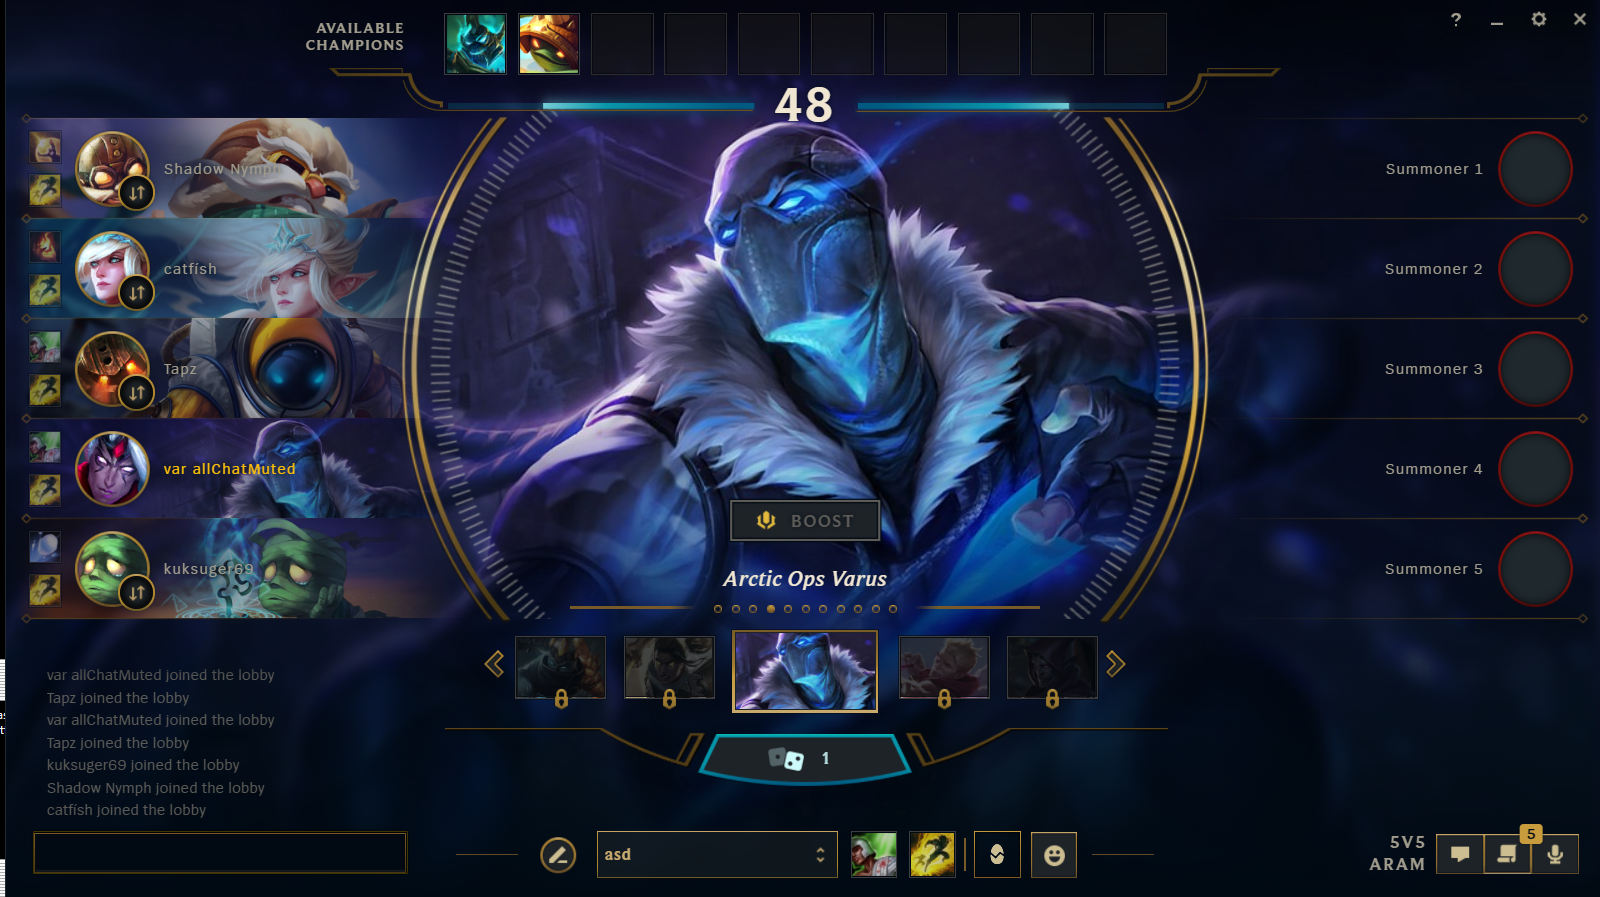 AVAILABLE
CHAMPIONS
?
48
Shadow Nymph
catfish
Tapz
var allChatMuted
kuksuger69
Summoner 1
Summoner 2
Summoner 3
Summoner 4
Summoner 5
BOOST
Arctic Ops Varus
1
var allChatMuted joined the lobby
Tapz joined the lobby
var allChatMuted joined the lobby
Tapz joined the lobby
kuksuger69 joined the lobby
Shadow Nymph joined the lobby
catfish joined the lobby
asd
5V5
ARAM
5